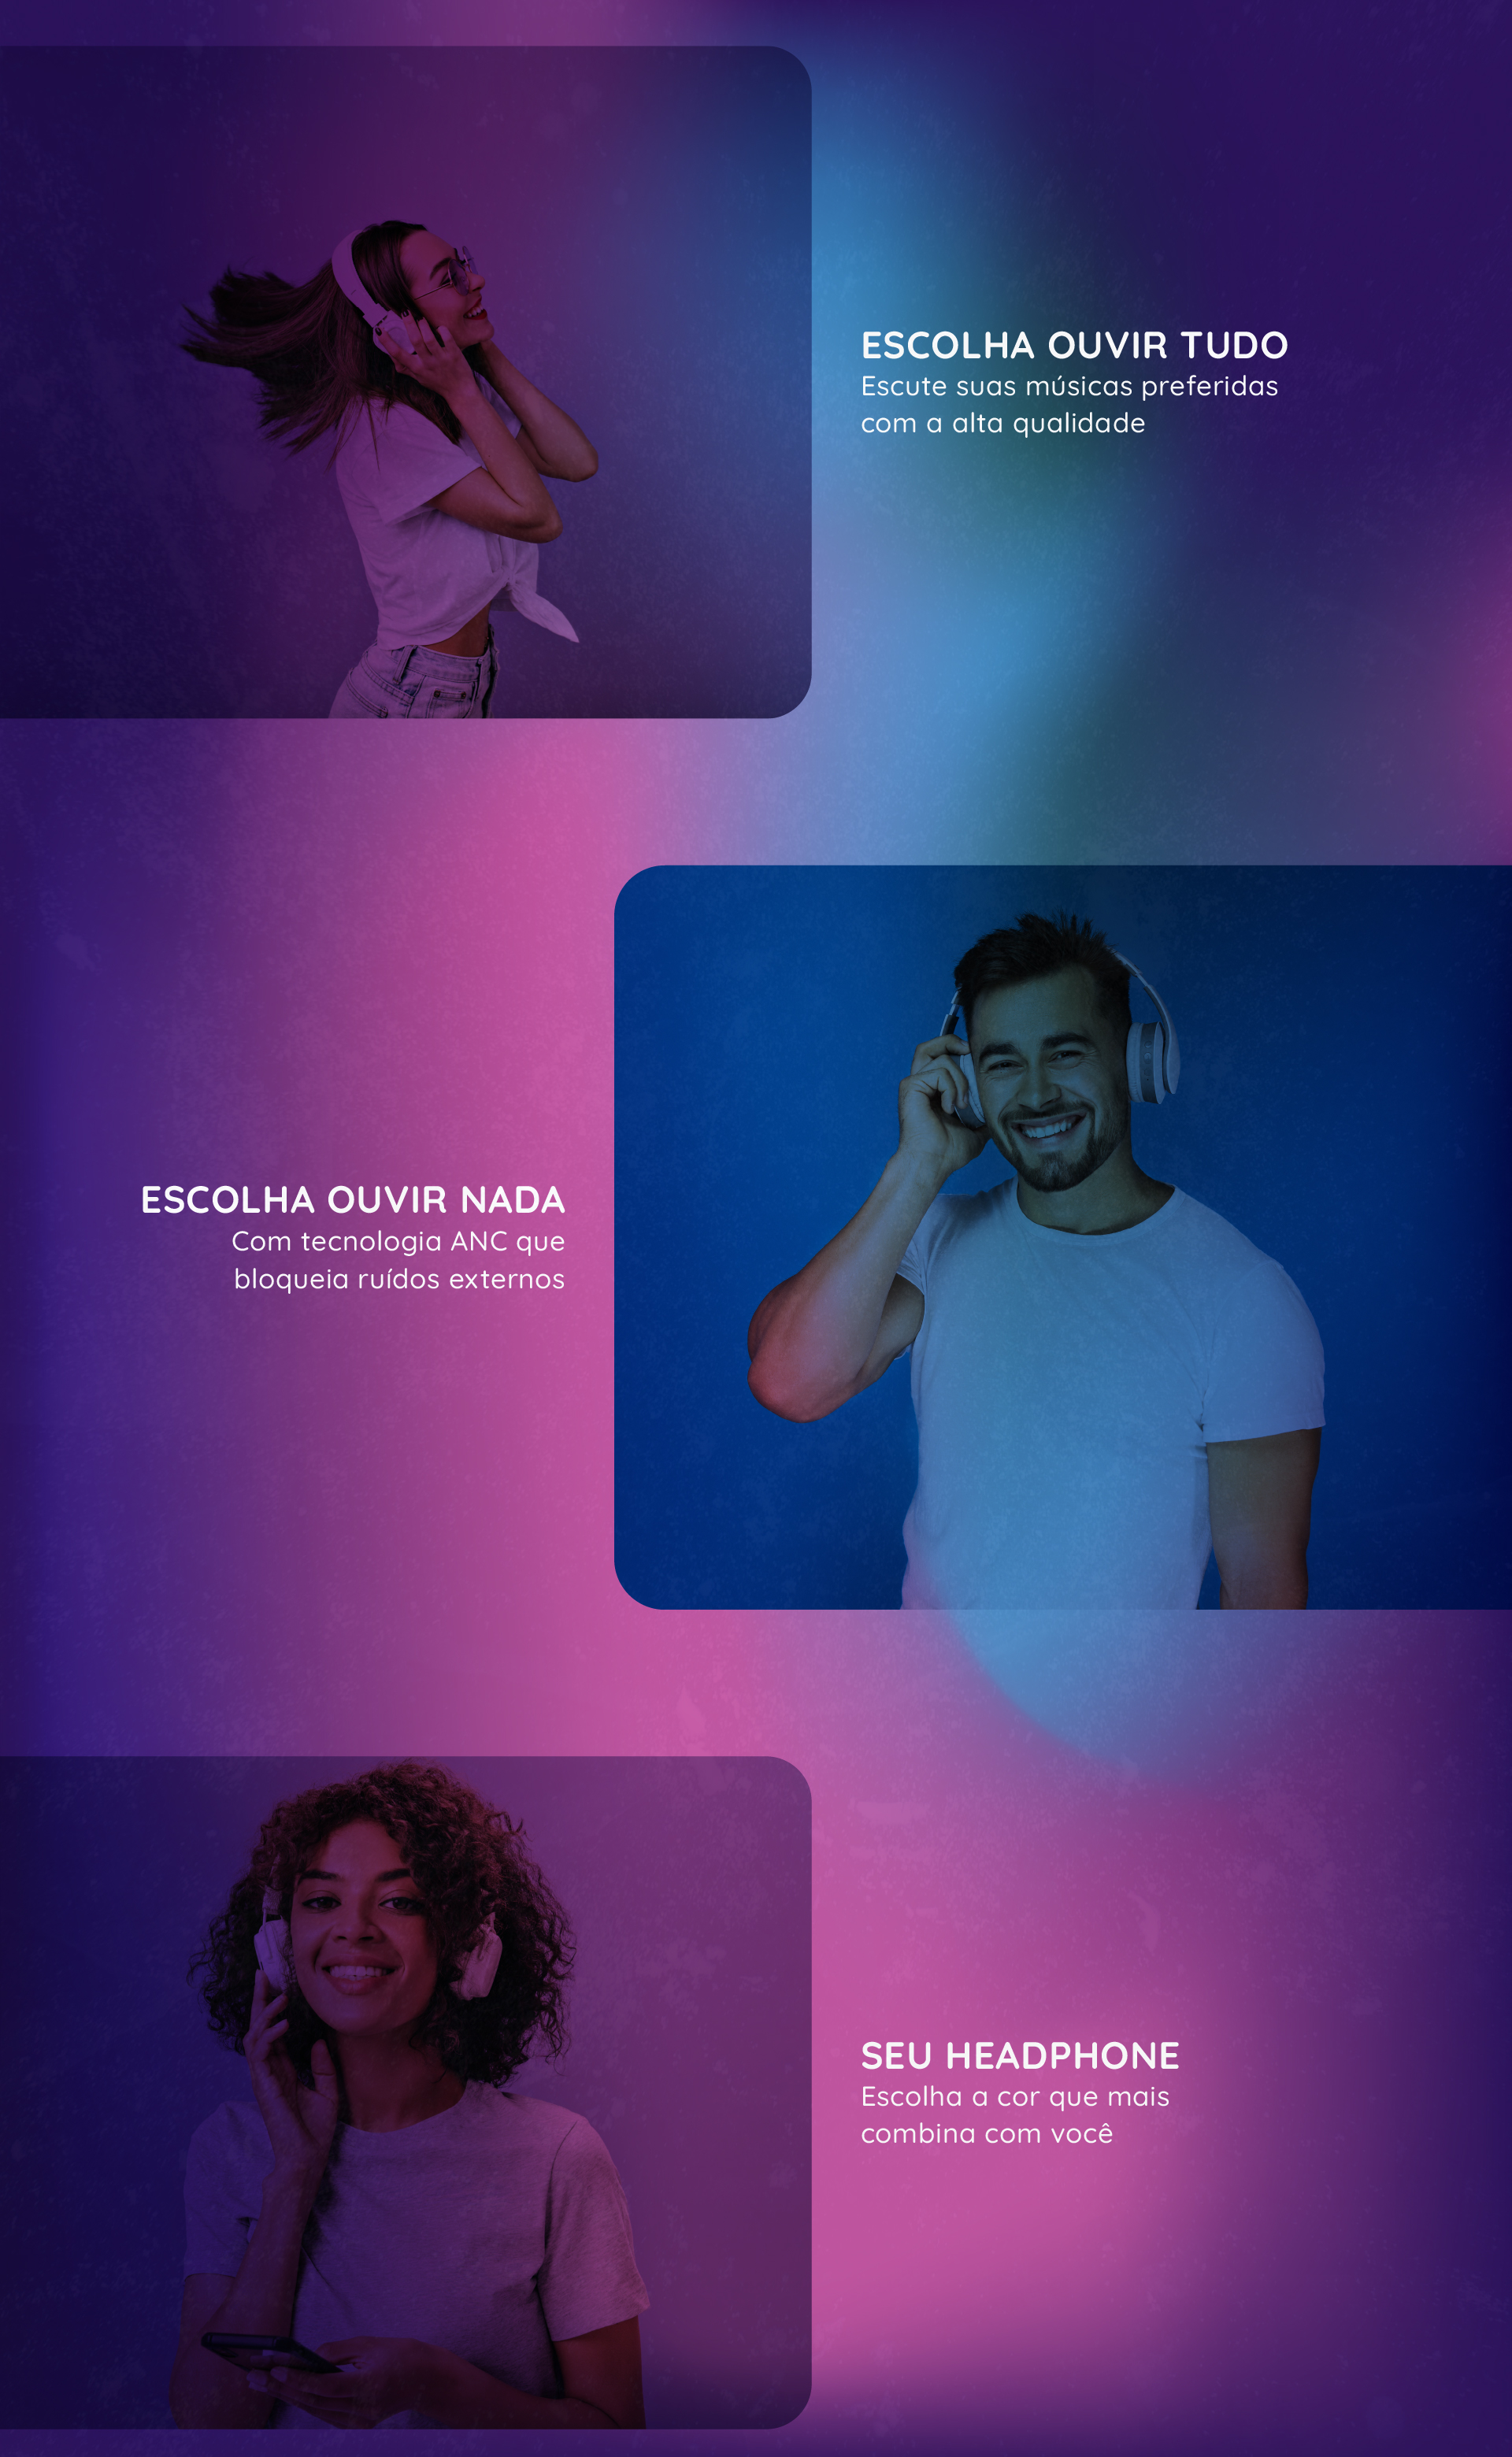 ESCOLHA OUVIR TUDO
Escute suas músicas preferidas
com a alta qualidade
ESCOLHA OUVIR NADA
Com tecnologia ANC que
bloqueia ruídos externos
SEU HEADPHONE
Escolha a cor que mais
combina com você